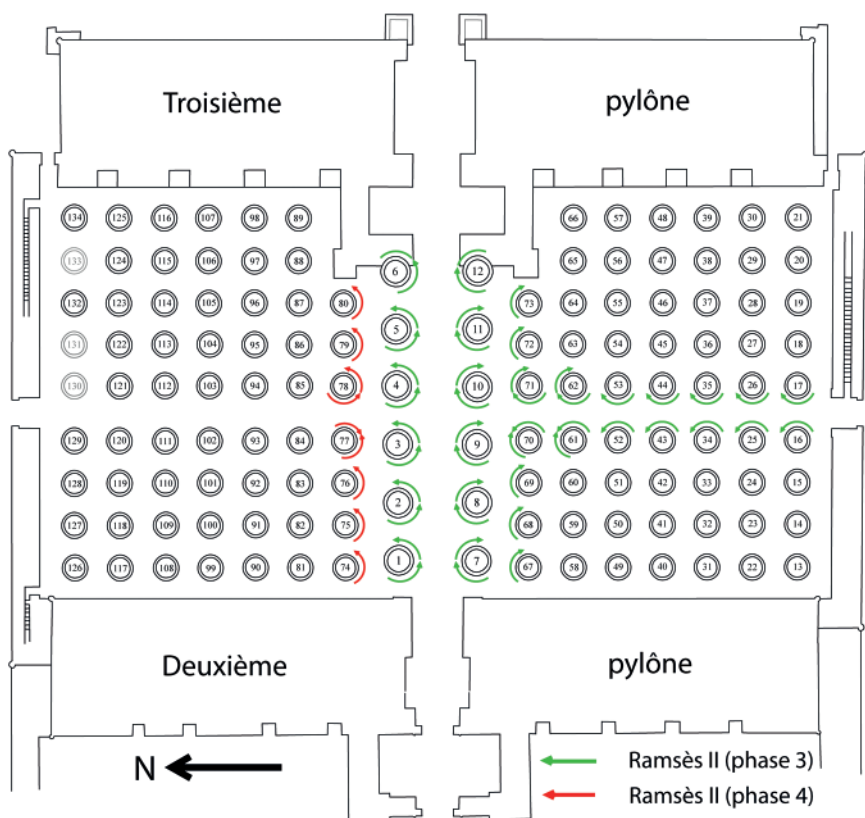 Troisième pylône
134 125 116 107 98 89 66 57 48 39 30 21
133 124 115 106 97 88 6 12 65 56 47 38 29 20
132 123 114 105 96 87 80 73 64 55 46 37 28 19
5 11
131 122 113 104 95 86 79 72 63 54 45 36 27 18
130 121 112 103 94 85 78 4 10 71 62 53 44 35 26 17
129 120 111 102 93 84 77 3 9 70 61 52 43 34 25 16
128 119 110 101 92 83 76 69 60 51 42 33 24 15
2 8
127 118 109 100 91 82 75 68 59 50 41 32 23 14
126 117 108 99 90 81 74 1 7 67 58 49 40 31 22 13
Deuxième pylône
N
Ramsès II (phase 3)
Ramsès II (phase 4)